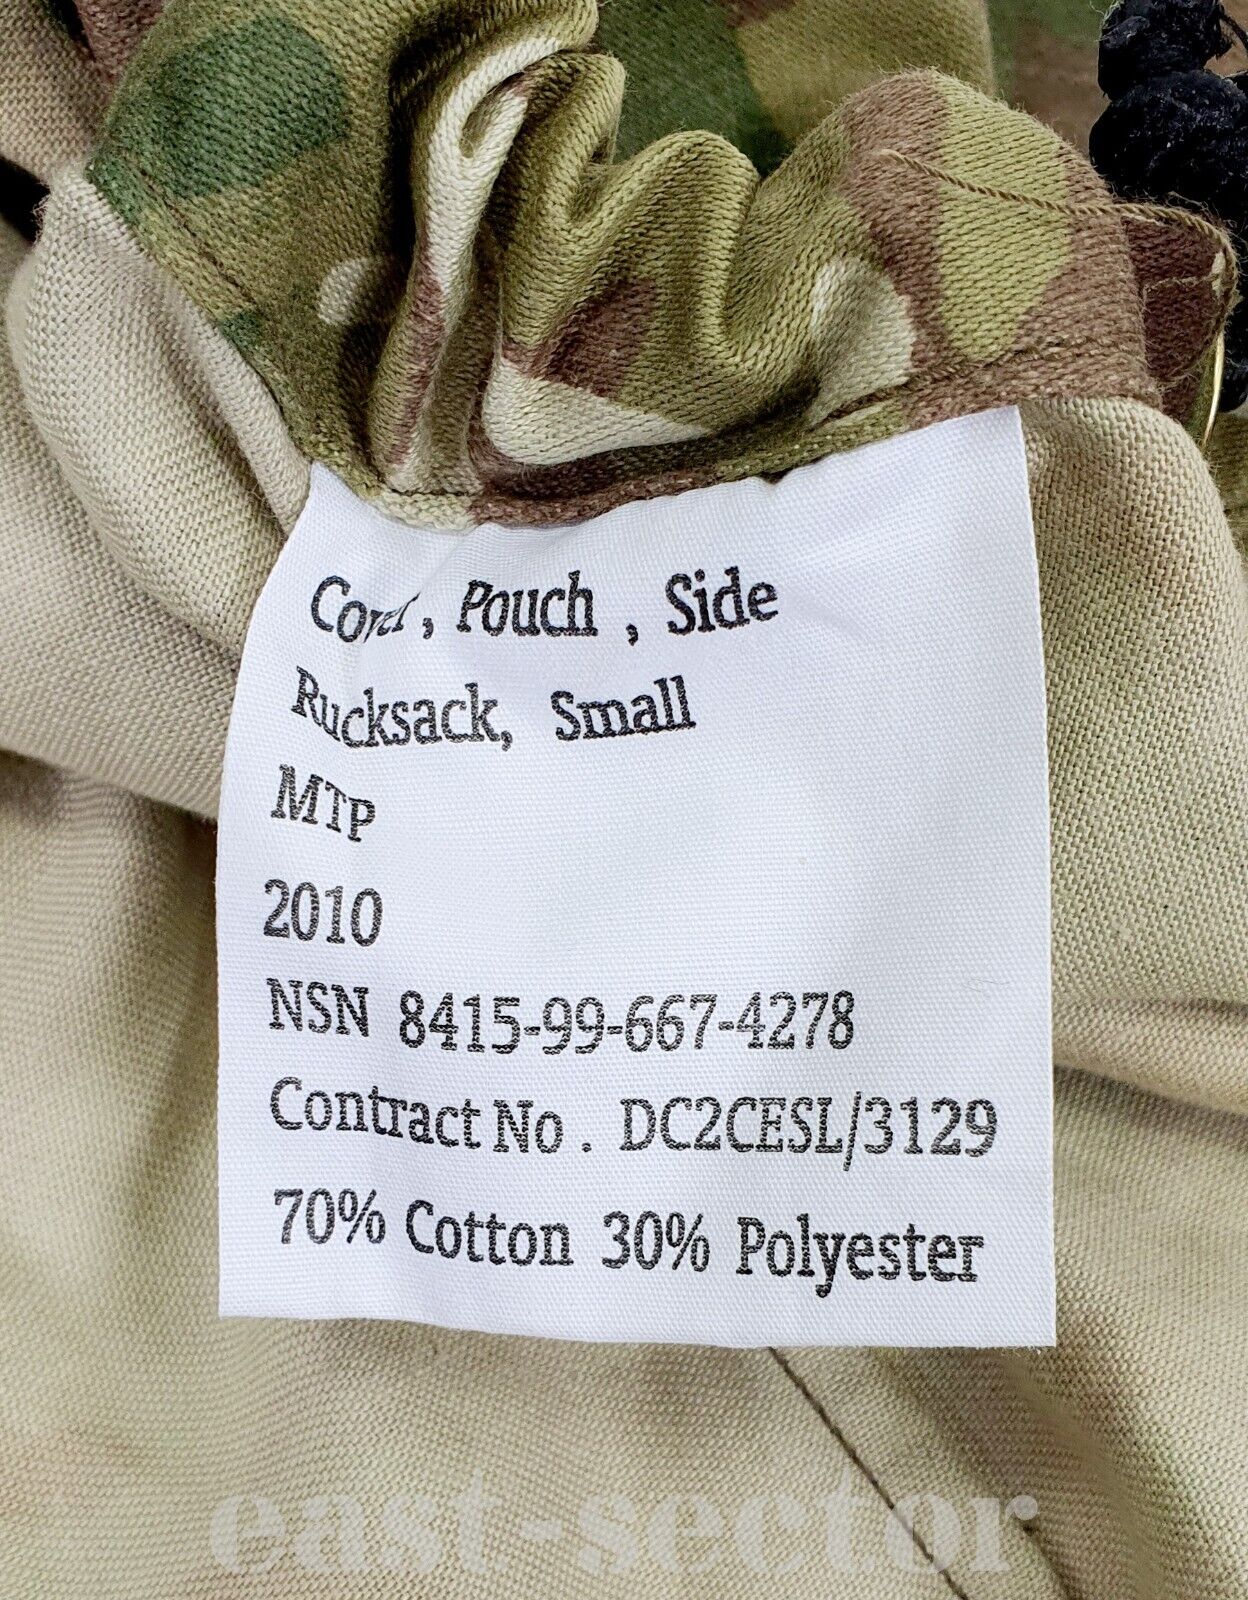 Cover, Pouch , Side
Rucksack, Small
MTP
2010
NSN 8415-99-667-4278
Contract No . DC2CESL/3129
70% Cotton 30% Polyester
east-sector